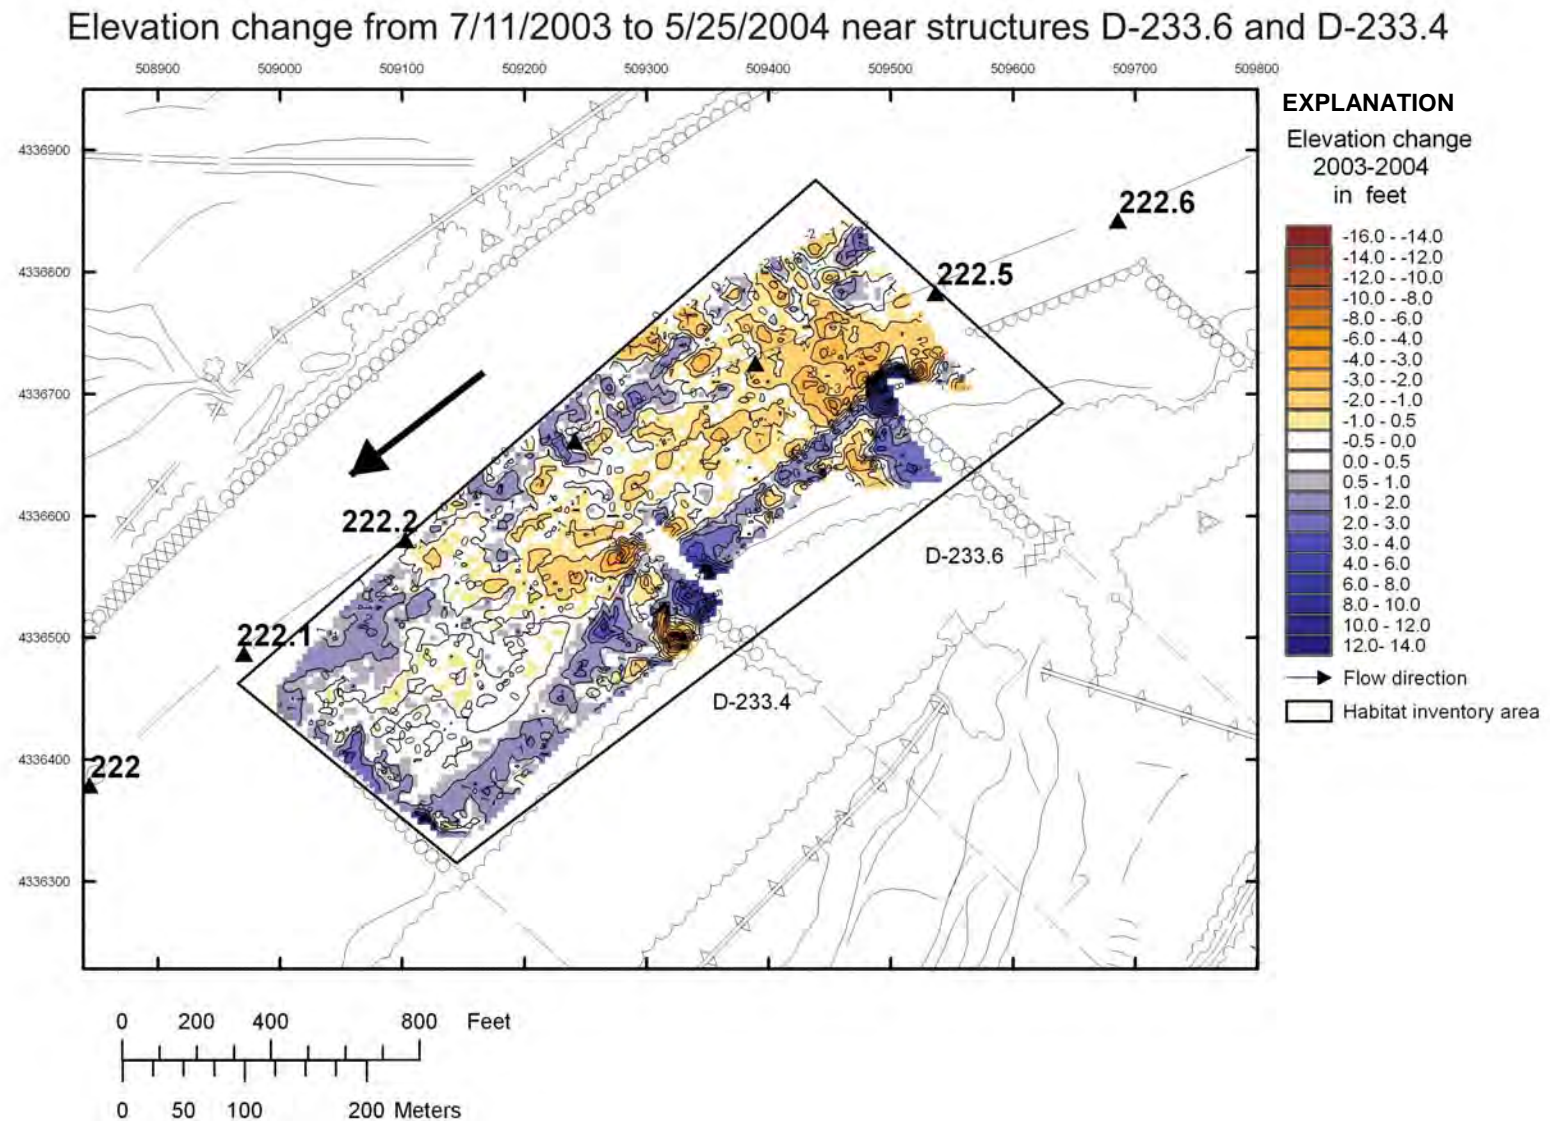 Elevation change from 7/11/2003 to 5/25/2004 near structures D-233.6 and D-233.4
508900 509000 509100 509200 509300 509400 509500 509600 509700 509800
4336900
4336800
4336700
4336600
4336500
4336400
4336300
222.6
222.5
222.2
222.1
222
D-233.6
D-233.4
EXPLANATION
Elevation change
2003-2004
in feet
-16.0 - -14.0
-14.0 --12.0
-12.0 --10.0
-10.0 --8.0
-8.0 - -6.0
-6.0 - -4.0
-4.0 - -3.0
-3.0 - -2.0
-2.0 - -1.0
-1.0 - 0.5
-0.5 - 0.0
0.0 - 0.5
0.5 - 1.0
1.0 - 2.0
2.0 - 3.0
3.0 - 4.0
4.0 - 6.0
6.0 - 8.0
8.0 - 10.0
10.0 - 12.0
12.0- 14.0
Flow direction
Habitat inventory area
0 200 400 800 Feet
0 50 100 200 Meters